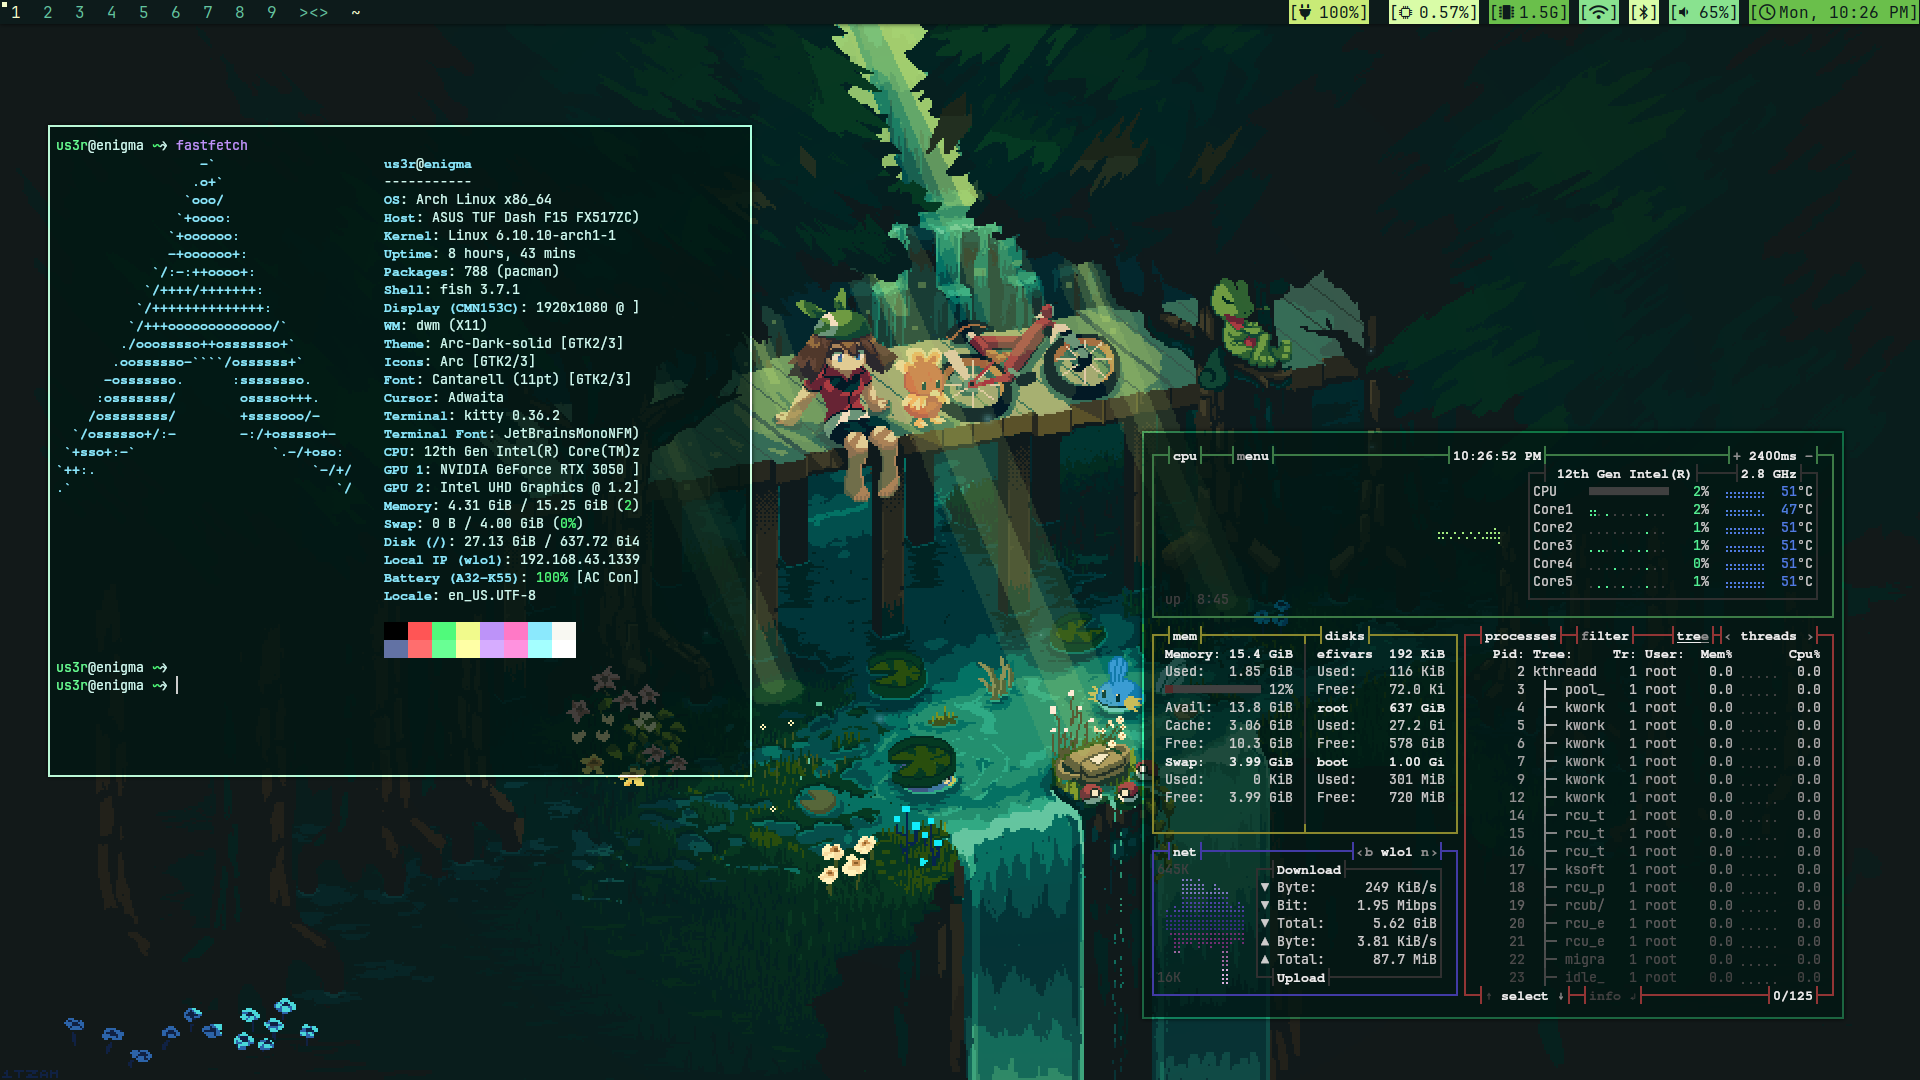 1 2 3 4 5 6 7 8 9 ><> ~
[100%] [0.57%] [1.5G] [65%] [Mon, 10:26 PM]
us3r@enigma ~> fastfetch
-`
.o+`
`ooo/
`+oooo:
`+oooooo:
-+oooooo+:
`/:-:++oooo+:
`/++++/+++++++:
`/++++++++++++++:
`/+++ooooooooooooo/`
./ooosssso++osssssso+`
.oossssso-````/ossssss+`
-osssssso. :ssssssso.
:osssssss/ osssso+++.
/ossssssss/ +ssssooo/-
`/ossssso+/:- -:/+osssso+-
`+sso+:-` `.-/+oso:
`++:. `-/+/
.` `/
us3r@enigma
-----------
OS: Arch Linux x86_64
Host: ASUS TUF Dash F15 FX517ZC)
Kernel: Linux 6.10.10-arch1-1
Uptime: 8 hours, 43 mins
Packages: 788 (pacman)
Shell: fish 3.7.1
Display (CMN153C): 1920x1080 @ ]
WM: dwm (X11)
Theme: Arc-Dark-solid [GTK2/3]
Icons: Arc [GTK2/3]
Font: Cantarell (11pt) [GTK2/3]
Cursor: Adwaita
Terminal: kitty 0.36.2
Terminal Font: JetBrainsMonoNFM)
CPU: 12th Gen Intel(R) Core(TM)z
GPU 1: NVIDIA GeForce RTX 3050 ]
GPU 2: Intel UHD Graphics @ 1.2]
Memory: 4.31 GiB / 15.25 GiB (2)
Swap: 0 B / 4.00 GiB (0%)
Disk (/): 27.13 GiB / 637.72 Gi4
Local IP (wlo1): 192.168.43.1339
Battery (A32-K55): 100% [AC Con]
Locale: en_US.UTF-8
us3r@enigma ~>
us3r@enigma ~>
cpu menu 10:26:52 PM + 2400ms -
12th Gen Intel(R) 2.8 GHz
CPU 2% 51°C
Core1 2% 47°C
Core2 1% 51°C
Core3 1% 51°C
Core4 0% 51°C
Core5 1% 51°C
up 8:45
mem
Memory: 15.4 GiB
Used: 1.85 GiB
12%
Avail: 13.8 GiB
Cache: 3.06 GiB
Free: 10.3 GiB
Swap: 3.99 GiB
Used: 0 KiB
Free: 3.99 GiB
disks
efivars 192 KiB
Used: 116 KiB
Free: 72.0 Ki
root 637 GiB
Used: 27.2 Gi
Free: 578 GiB
boot 1.00 Gi
Used: 301 MiB
Free: 720 MiB
net <b wlo1 n>
645K
Download
▼ Byte: 249 KiB/s
▼ Bit: 1.95 Mibps
▼ Total: 5.62 GiB
▲ Byte: 3.81 KiB/s
▲ Total: 87.7 MiB
16K
Upload
processes filter tree < threads >
Pid: Tree: Tr: User: Mem% Cpu%
2 kthreadd 1 root 0.0 ..... 0.0
3 ├─ pool_ 1 root 0.0 ..... 0.0
4 ├─ kwork 1 root 0.0 ..... 0.0
5 ├─ kwork 1 root 0.0 ..... 0.0
6 ├─ kwork 1 root 0.0 ..... 0.0
7 ├─ kwork 1 root 0.0 ..... 0.0
9 ├─ kwork 1 root 0.0 ..... 0.0
12 ├─ kwork 1 root 0.0 ..... 0.0
14 ├─ rcu_t 1 root 0.0 ..... 0.0
15 ├─ rcu_t 1 root 0.0 ..... 0.0
16 ├─ rcu_t 1 root 0.0 ..... 0.0
17 ├─ ksoft 1 root 0.0 ..... 0.0
18 ├─ rcu_p 1 root 0.0 ..... 0.0
19 ├─ rcub/ 1 root 0.0 ..... 0.0
20 ├─ rcu_e 1 root 0.0 ..... 0.0
21 ├─ rcu_e 1 root 0.0 ..... 0.0
22 ├─ migra 1 root 0.0 ..... 0.0
23 ├─ idle_ 1 root 0.0 ..... 0.0
↑ select ↓ info ↲ 0/125